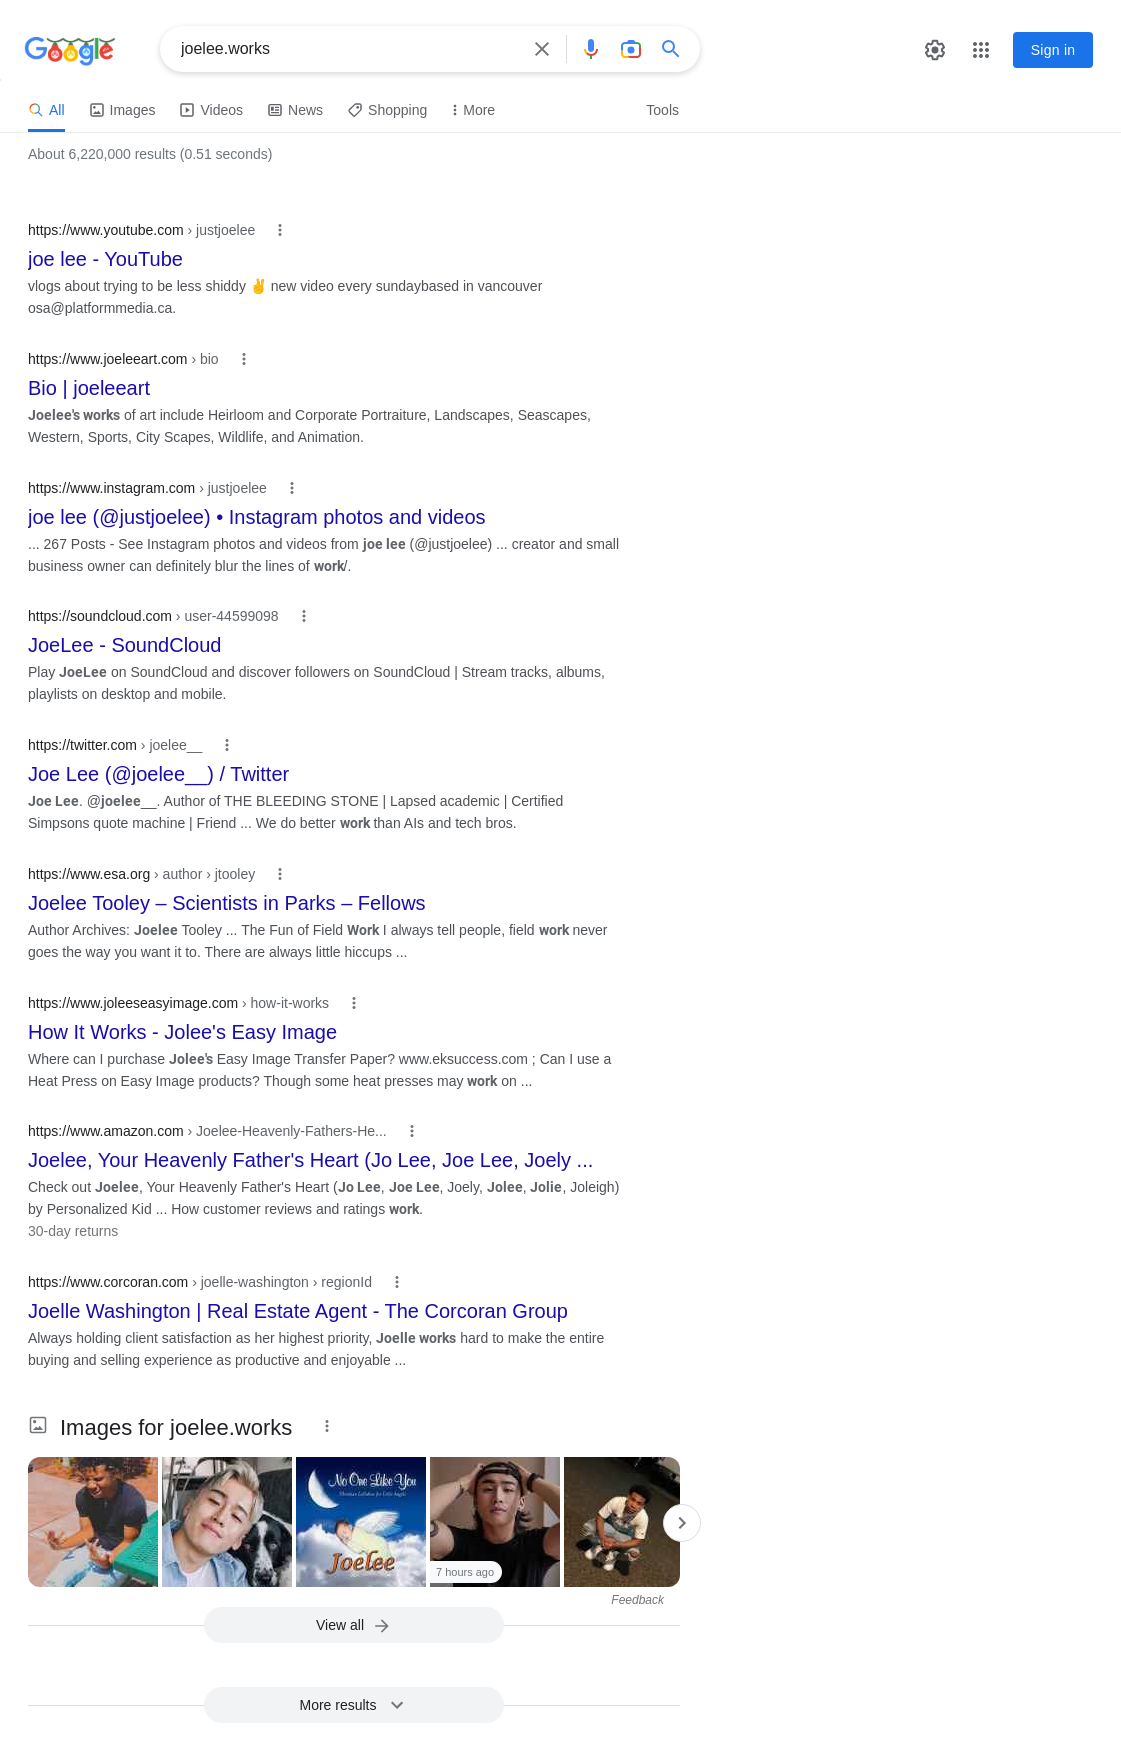 Google
joelee.works
Sign in
All Images Videos News Shopping More Tools
About 6,220,000 results (0.51 seconds)
https://www.youtube.com › justjoelee
joe lee - YouTube
vlogs about trying to be less shiddy ✌️ new video every sundaybased in vancouver
osa@platformmedia.ca.
https://www.joeleeart.com › bio
Bio | joeleeart
Joelee's works of art include Heirloom and Corporate Portraiture, Landscapes, Seascapes,
Western, Sports, City Scapes, Wildlife, and Animation.
https://www.instagram.com › justjoelee
joe lee (@justjoelee) • Instagram photos and videos
... 267 Posts - See Instagram photos and videos from joe lee (@justjoelee) ... creator and small
business owner can definitely blur the lines of work/.
https://soundcloud.com › user-44599098
JoeLee - SoundCloud
Play JoeLee on SoundCloud and discover followers on SoundCloud | Stream tracks, albums,
playlists on desktop and mobile.
https://twitter.com › joelee__
Joe Lee (@joelee__) / Twitter
Joe Lee. @joelee__. Author of THE BLEEDING STONE | Lapsed academic | Certified
Simpsons quote machine | Friend ... We do better work than AIs and tech bros.
https://www.esa.org › author › jtooley
Joelee Tooley – Scientists in Parks – Fellows
Author Archives: Joelee Tooley ... The Fun of Field Work I always tell people, field work never
goes the way you want it to. There are always little hiccups ...
https://www.joleeseasyimage.com › how-it-works
How It Works - Jolee's Easy Image
Where can I purchase Jolee's Easy Image Transfer Paper? www.eksuccess.com ; Can I use a
Heat Press on Easy Image products? Though some heat presses may work on ...
https://www.amazon.com › Joelee-Heavenly-Fathers-He...
Joelee, Your Heavenly Father's Heart (Jo Lee, Joe Lee, Joely ...
Check out Joelee, Your Heavenly Father's Heart (Jo Lee, Joe Lee, Joely, Jolee, Jolie, Joleigh)
by Personalized Kid ... How customer reviews and ratings work.
30-day returns
https://www.corcoran.com › joelle-washington › regionId
Joelle Washington | Real Estate Agent - The Corcoran Group
Always holding client satisfaction as her highest priority, Joelle works hard to make the entire
buying and selling experience as productive and enjoyable ...
Images for joelee.works
No One Like You
Joelee
7 hours ago
Feedback
View all
More results